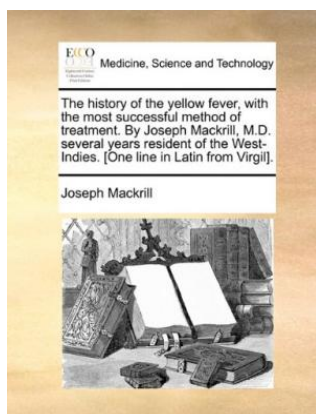 ECCO
Medicine, Science and Technology
The history of the yellow fever, with
the most successful method of
treatment. By Joseph Mackrill, M.D.
several years resident of the West-
Indies. [One line in Latin from Virgil].
Joseph Mackrill